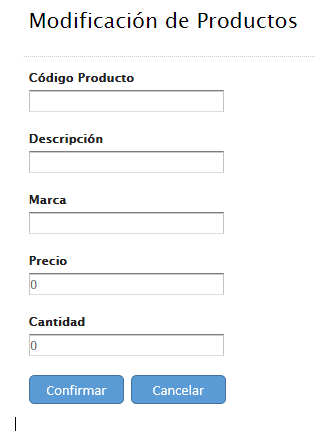 Modificación de Productos
Código Producto
Descripción
Marca
Precio
0
Cantidad
0
Confirmar Cancelar